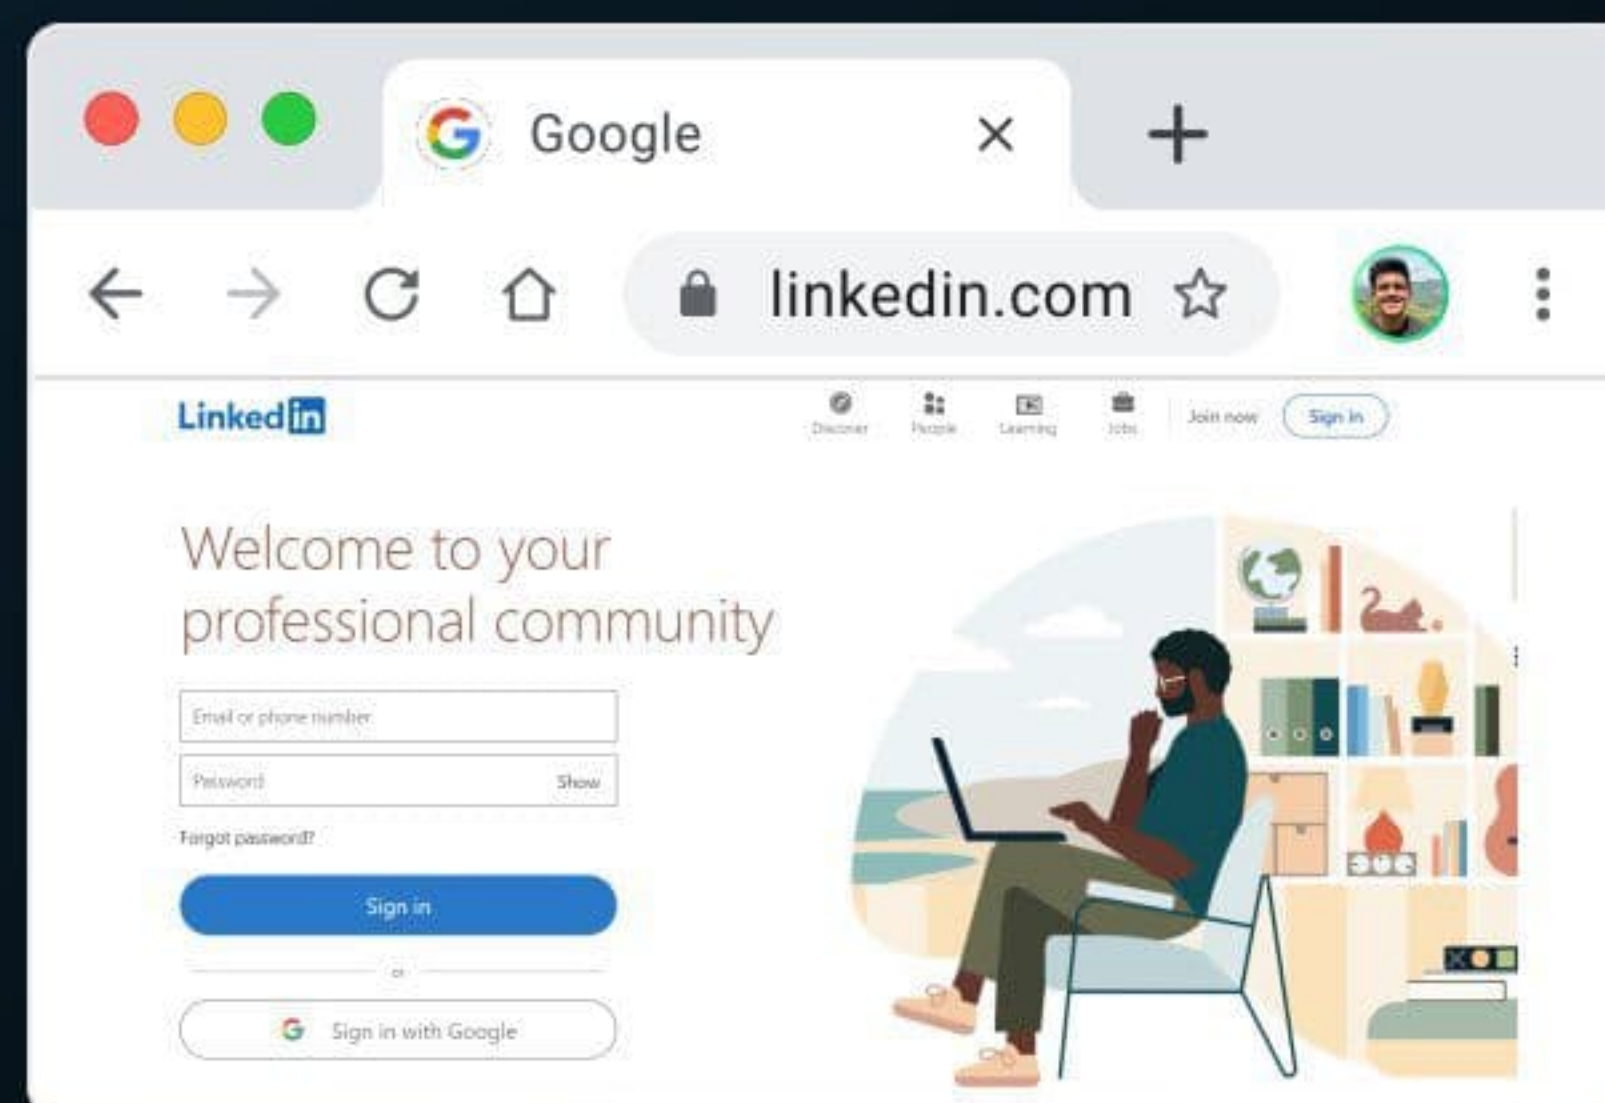 Google
linkedin.com
Linked in
Discover People Learning Jobs Join now Sign in
Welcome to your
professional community
Email or phone number
Password Show
Forgot password?
Sign in
or
Sign in with Google